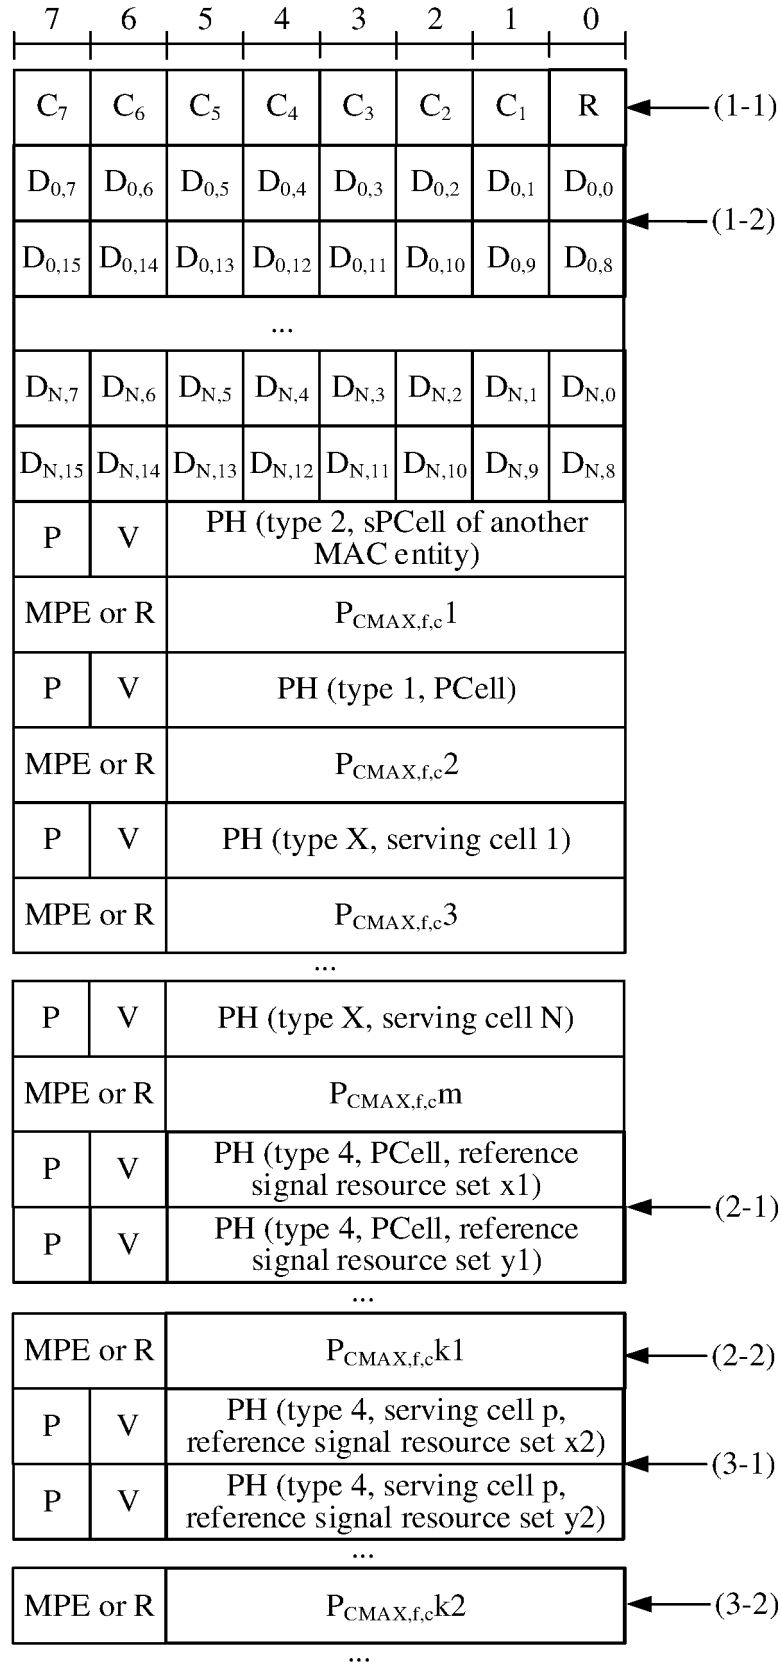 7 6 5 4 3 2 1 0
C7 C6 C5 C4 C3 C2 C1 R (1-1)
D0,7 D0,6 D0,5 D0,4 D0,3 D0,2 D0,1 D0,0
(1-2)
D0,15 D0,14 D0,13 D0,12 D0,11 D0,10 D0,9 D0,8
...
DN,7 DN,6 DN,5 DN,4 DN,3 DN,2 DN,1 DN,0
DN,15 DN,14 DN,13 DN,12 DN,11 DN,10 DN,9 DN,8
P V PH (type 2, sPCell of another
MAC entity)
MPE or R PCMAX,f,c1
P V PH (type 1, PCell)
MPE or R PCMAX,f,c2
P V PH (type X, serving cell 1)
MPE or R PCMAX,f,c3
...
P V PH (type X, serving cell N)
MPE or R PCMAX,f,cm
P V PH (type 4, PCell, reference
signal resource set x1)
(2-1)
P V PH (type 4, PCell, reference
signal resource set y1)
...
MPE or R PCMAX,f,ck1 (2-2)
P V PH (type 4, serving cell p,
reference signal resource set x2)
(3-1)
P V PH (type 4, serving cell p,
reference signal resource set y2)
...
MPE or R PCMAX,f,ck2 (3-2)
...